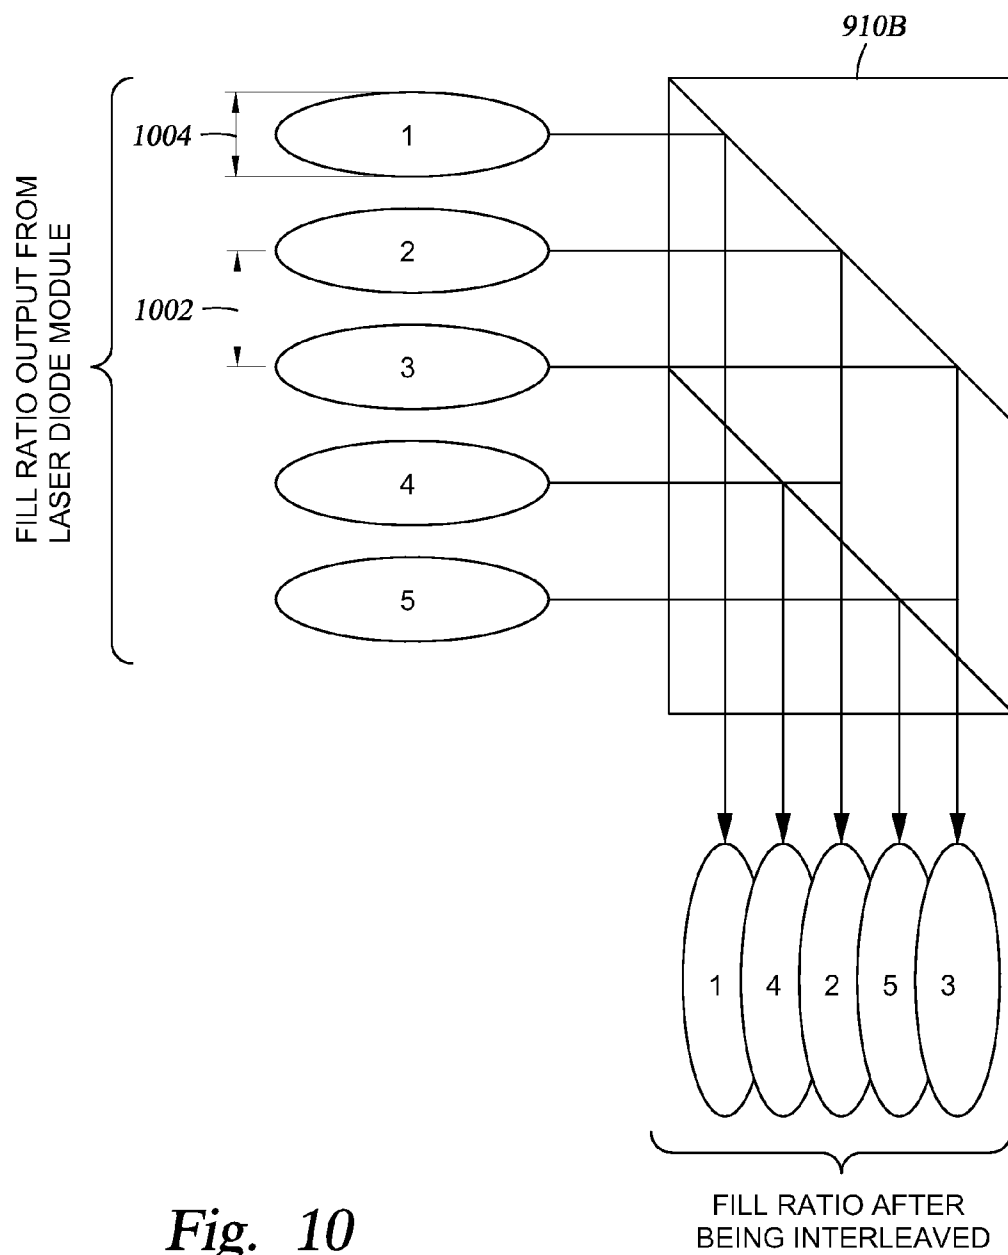 910B
1004
1002
FILL RATIO OUTPUT FROM
LASER DIODE MODULE
1
2
3
4
5
1 4 2 5 3
FILL RATIO AFTER
BEING INTERLEAVED
Fig. 10